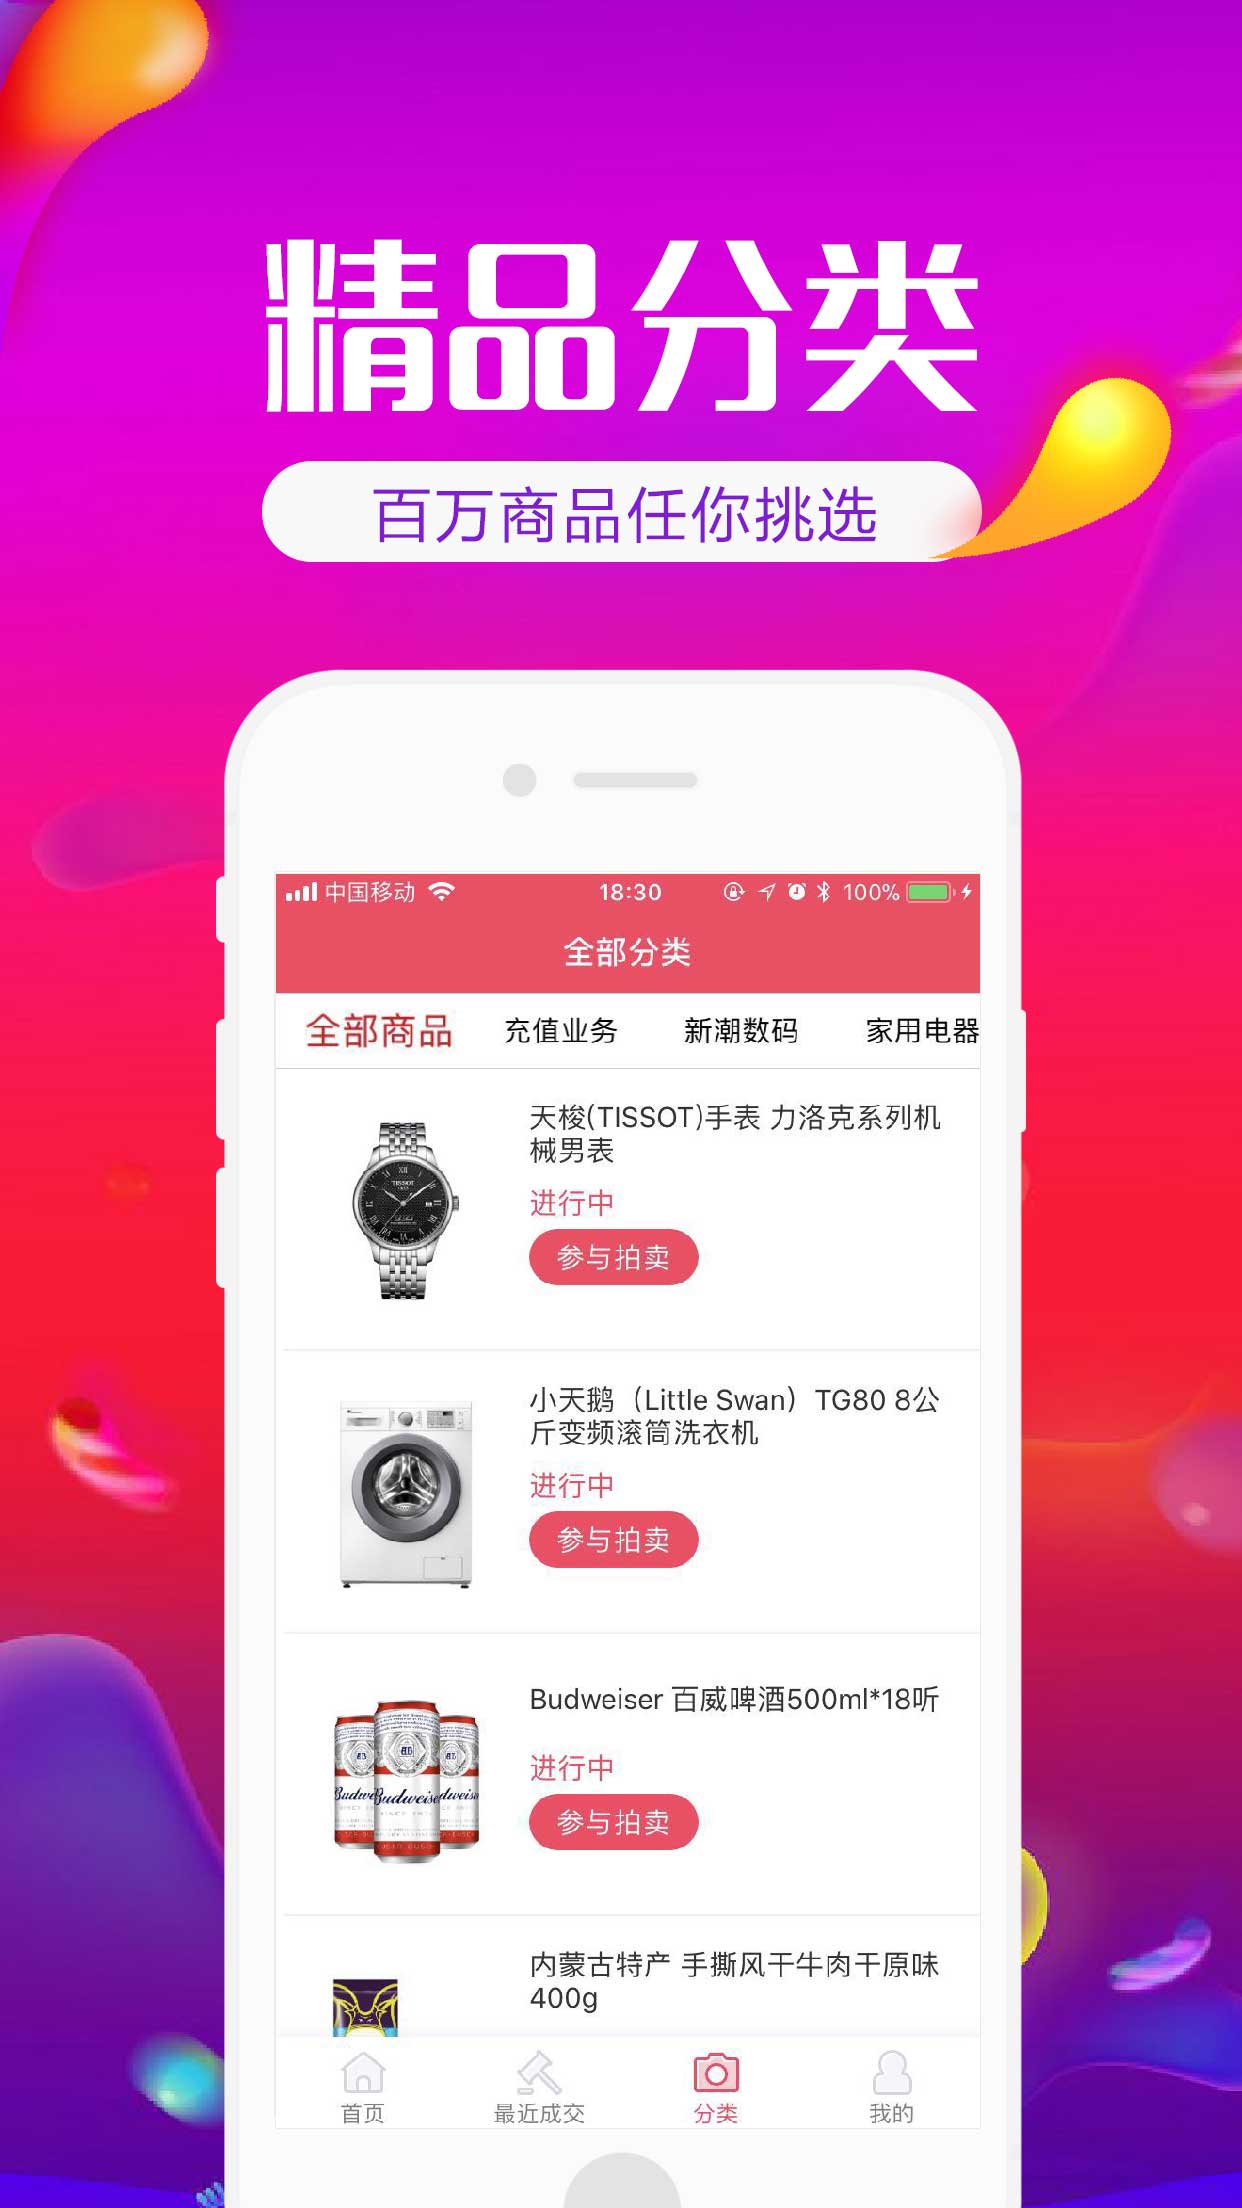 精品分类
百万商品任你挑选
中国移动 18:30 100%
全部分类
全部商品 充值业务 新潮数码 家用电器
天梭(TISSOT)手表 力洛克系列机
械男表
进行中
参与拍卖
TISSOT
小天鹅（Little Swan）TG80 8公
斤变频滚筒洗衣机
进行中
参与拍卖
Budweiser 百威啤酒500ml*18听
进行中
参与拍卖
Budweiser
内蒙古特产 手撕风干牛肉干原味
400g
首页 最近成交 分类 我的